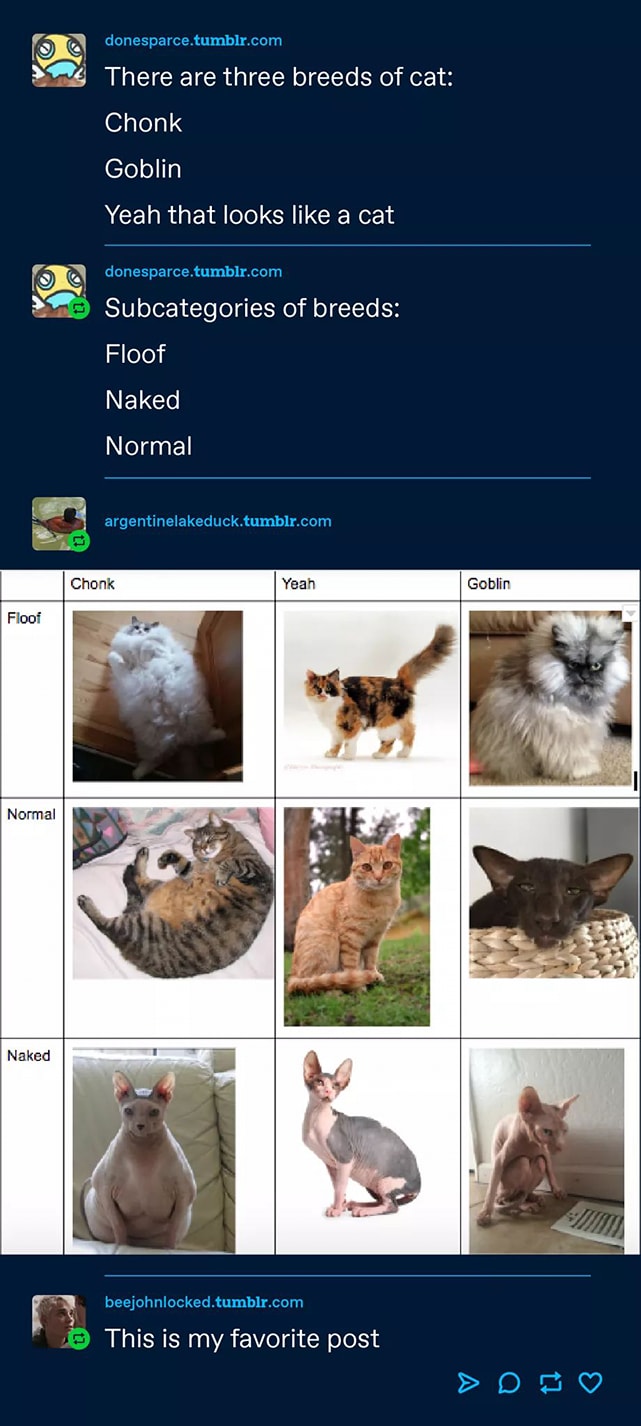 donesparce.tumblr.com
There are three breeds of cat:
Chonk
Goblin
Yeah that looks like a cat
donesparce.tumblr.com
Subcategories of breeds:
Floof
Naked
Normal
argentinelakeduck.tumblr.com
Chonk Yeah Goblin
Floof
Normal
Naked
beejohnlocked.tumblr.com
This is my favorite post